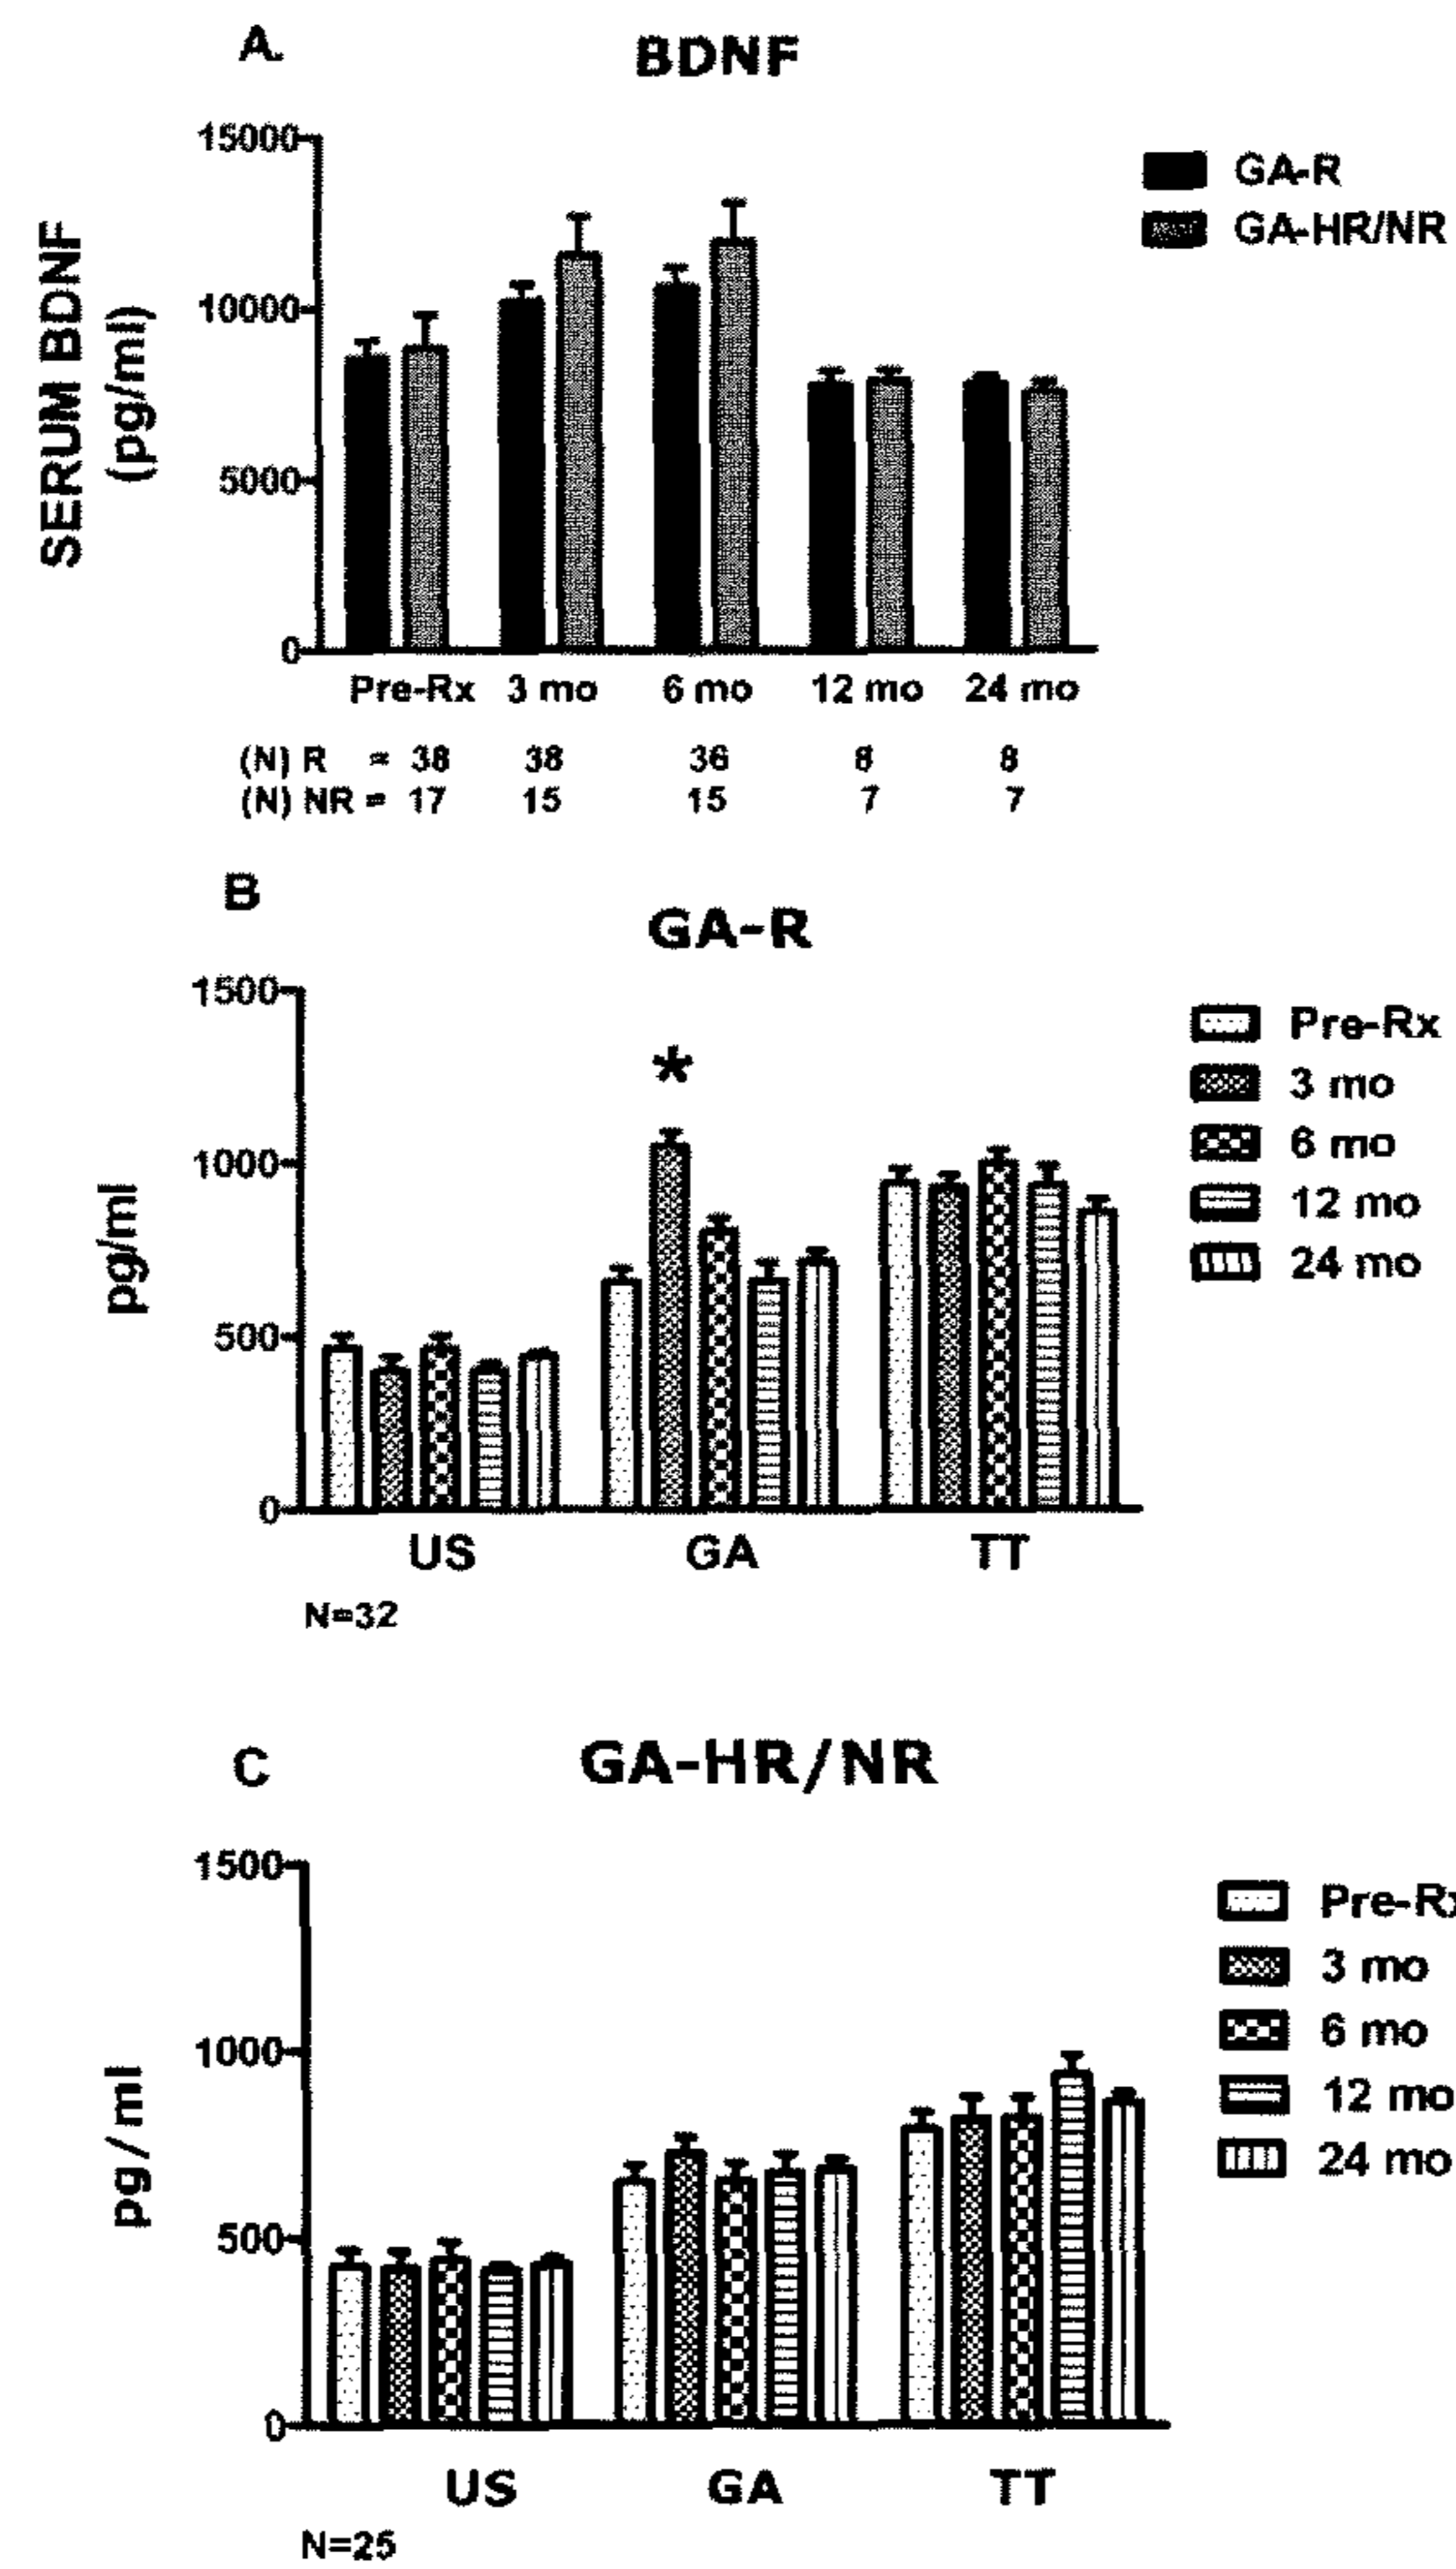 A.
BDNF
15000
10000
5000
0
SERUM BDNF
(pg/ml)
GA-R
GA-HR/NR
Pre-Rx 3 mo 6 mo 12 mo 24 mo
(N) R = 38 38 36 8 8
(N) NR = 17 15 15 7 7
B
GA-R
1500
1000
500
0
pg/ml
*
Pre-Rx
3 mo
6 mo
12 mo
24 mo
US GA TT
N=32
C
GA-HR/NR
1500
1000
500
0
pg/ml
Pre-Rx
3 mo
6 mo
12 mo
24 mo
US GA TT
N=25